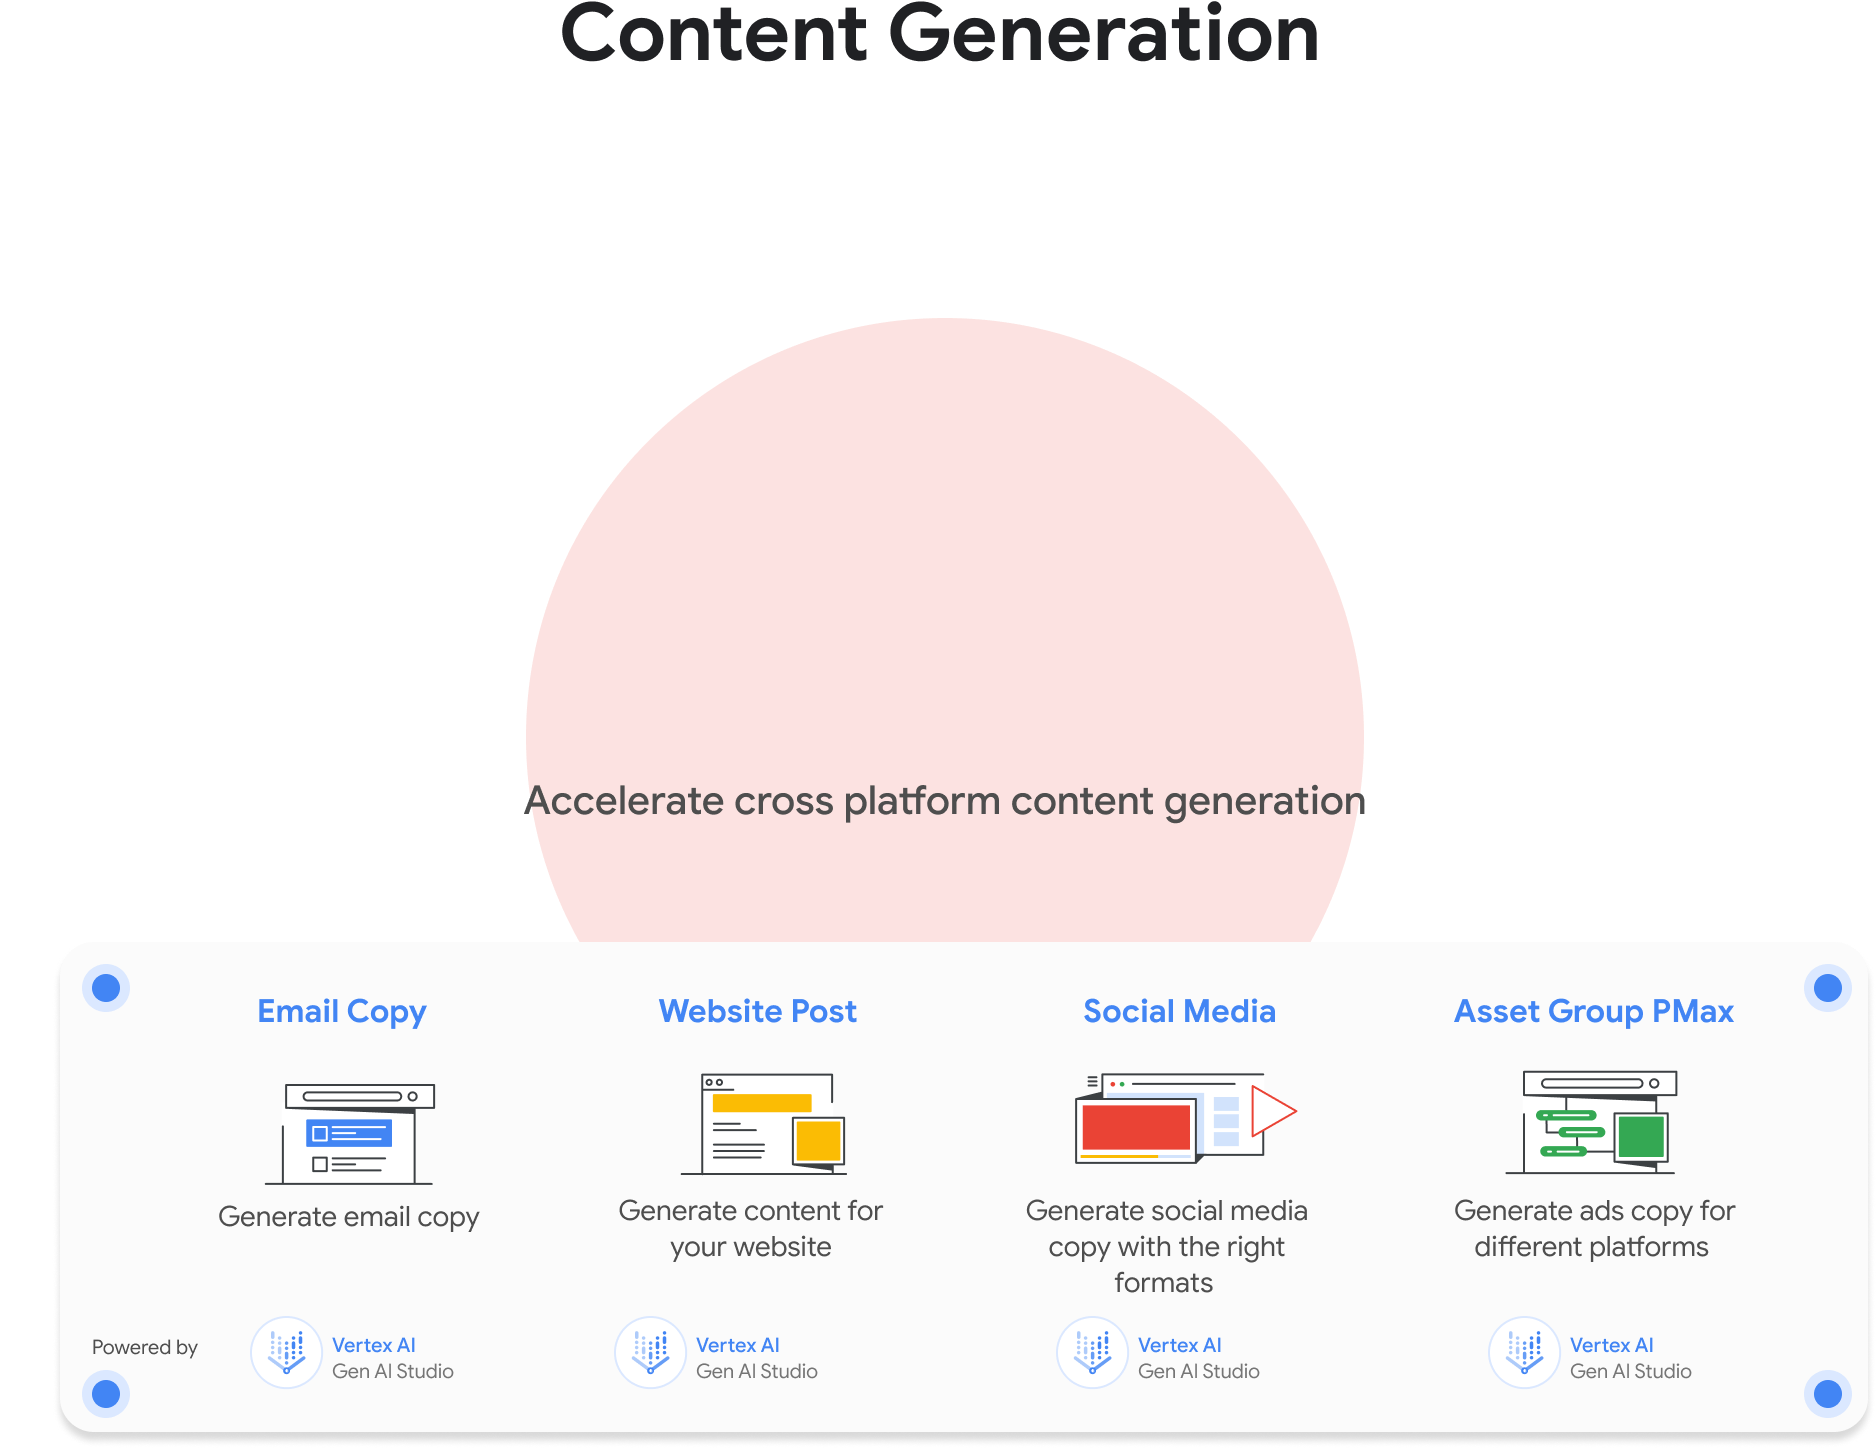 Content Generation
Accelerate cross platform content generation
Email Copy
Generate email copy
Website Post
Generate content for
your website
Social Media
Generate social media
copy with the right
formats
Asset Group PMax
Generate ads copy for
different platforms
Powered by
Vertex AI
Gen AI Studio
Vertex AI
Gen AI Studio
Vertex AI
Gen AI Studio
Vertex AI
Gen AI Studio